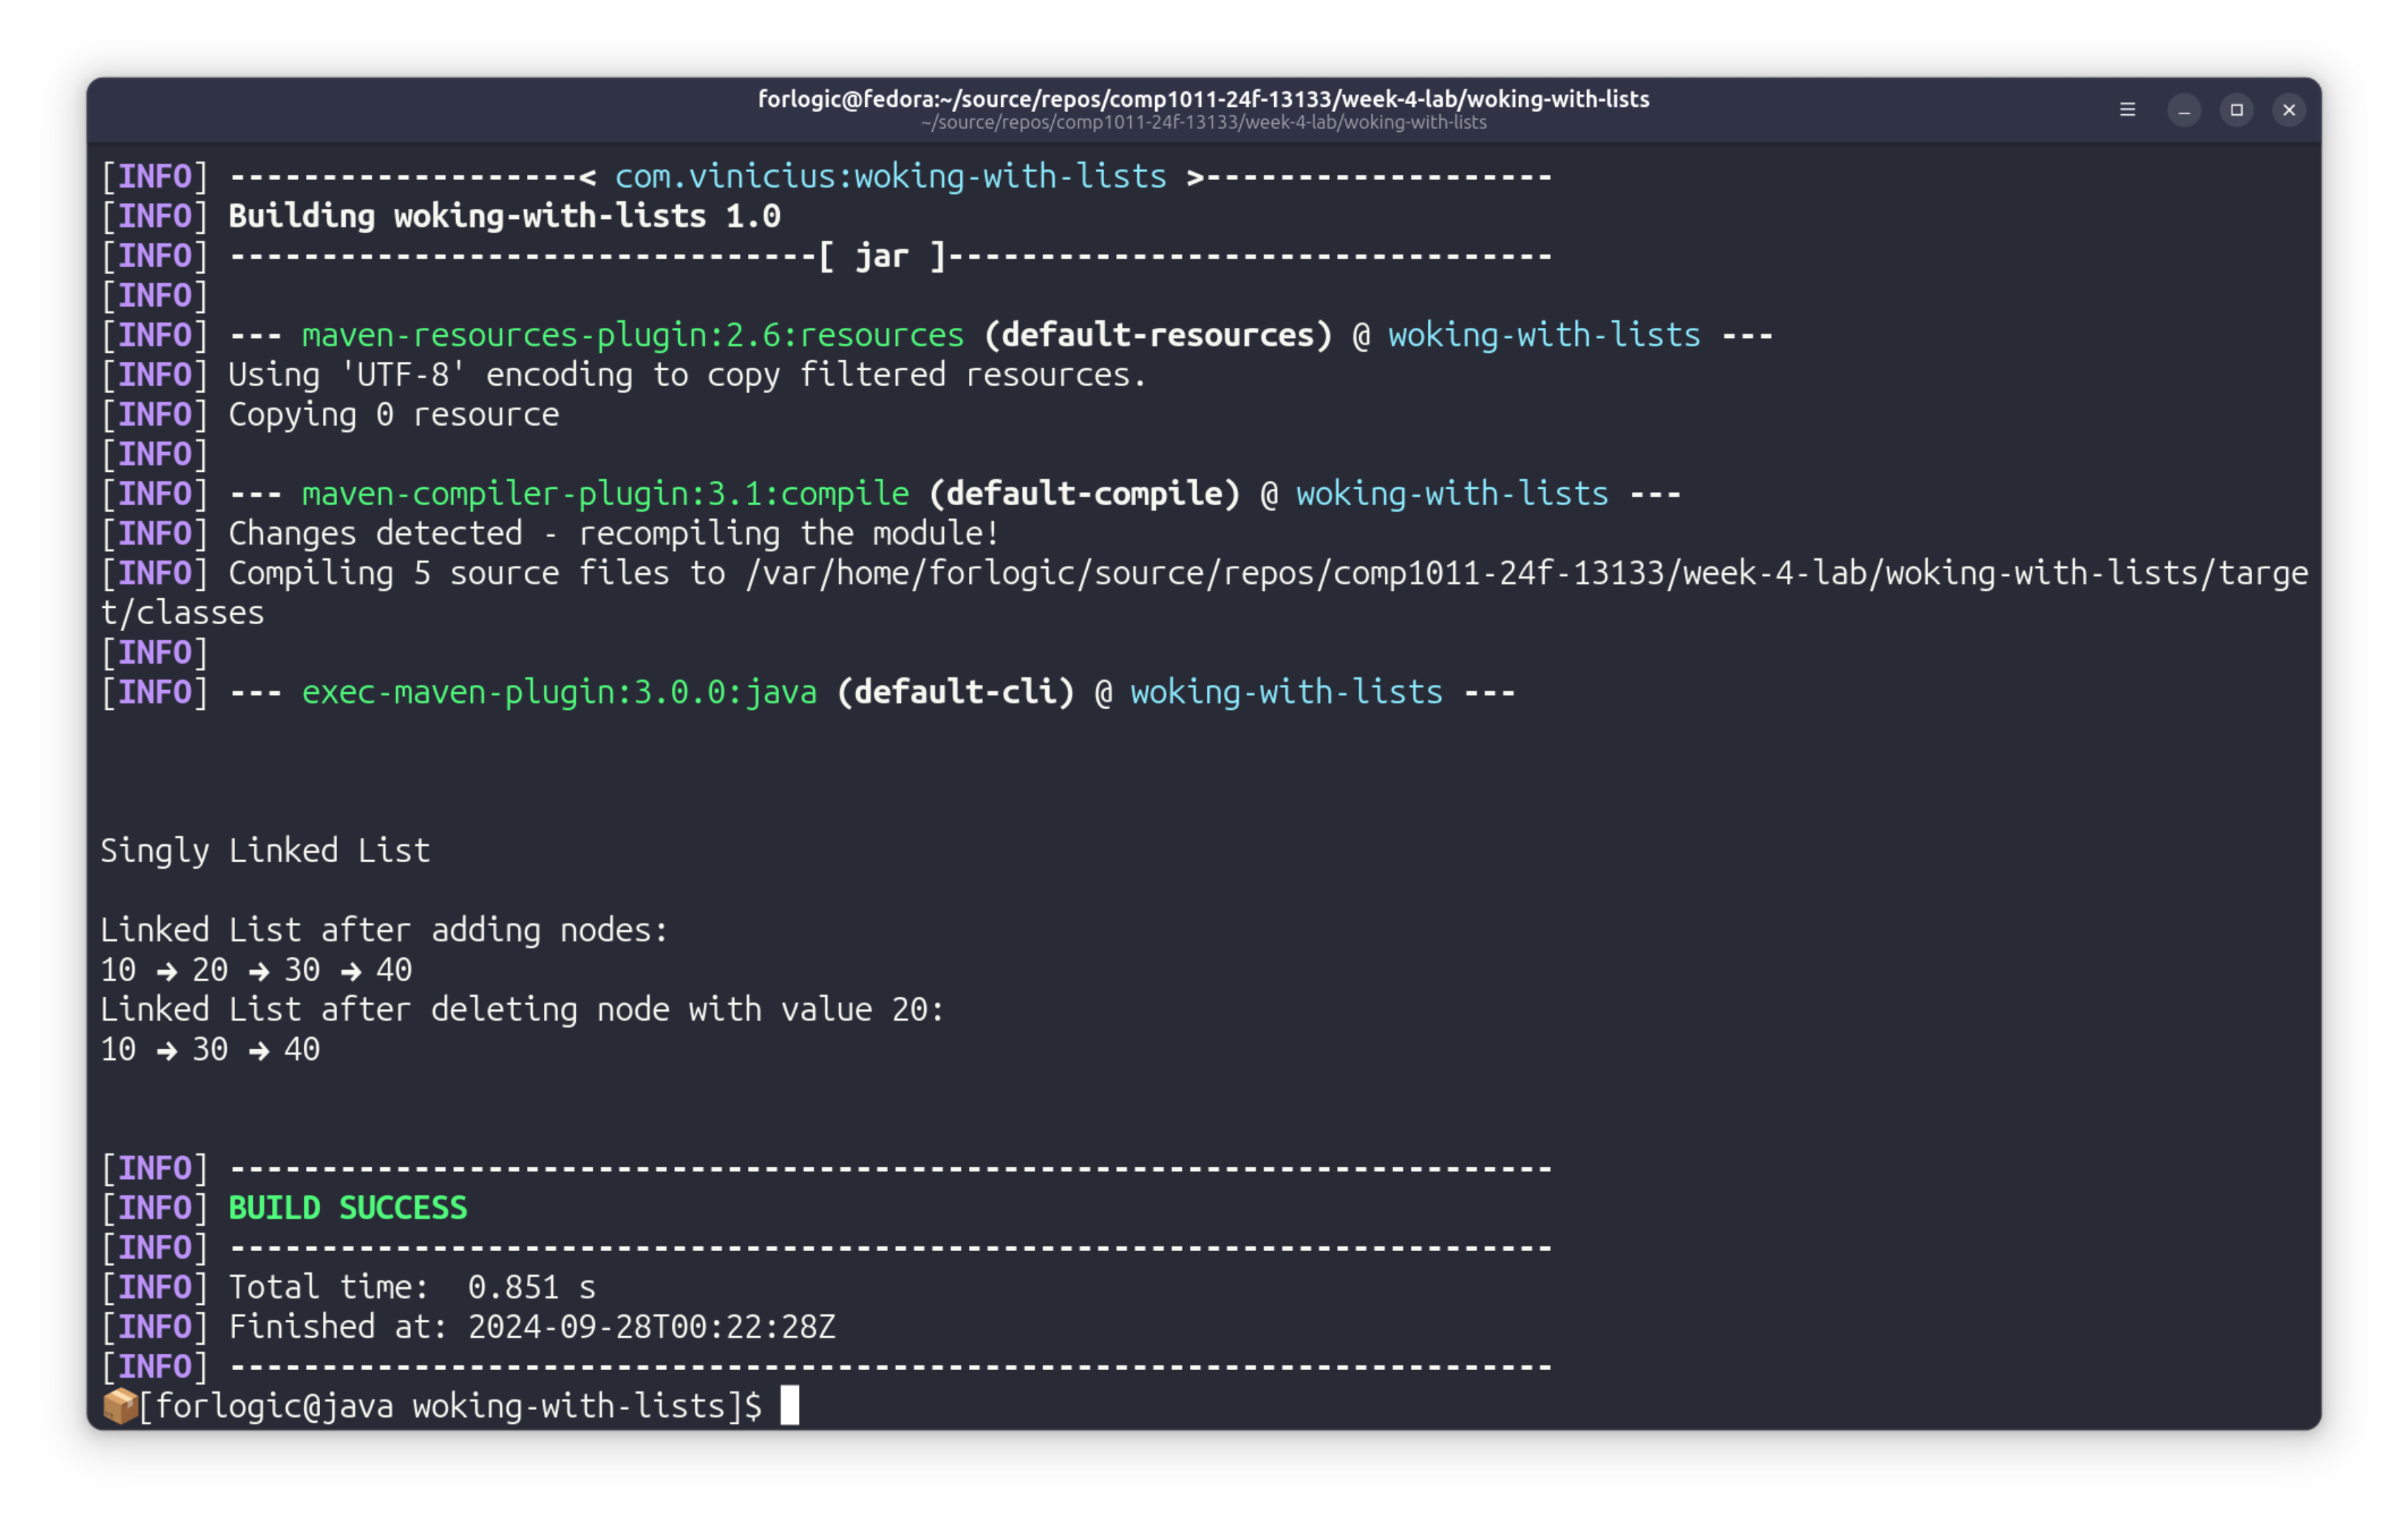 forlogic@fedora:~/source/repos/comp1011-24f-13133/week-4-lab/woking-with-lists
~/source/repos/comp1011-24f-13133/week-4-lab/woking-with-lists
[INFO] -------------------< com.vinicius:woking-with-lists >-------------------
[INFO] Building woking-with-lists 1.0
[INFO] --------------------------------[ jar ]---------------------------------
[INFO]
[INFO] --- maven-resources-plugin:2.6:resources (default-resources) @ woking-with-lists ---
[INFO] Using 'UTF-8' encoding to copy filtered resources.
[INFO] Copying 0 resource
[INFO]
[INFO] --- maven-compiler-plugin:3.1:compile (default-compile) @ woking-with-lists ---
[INFO] Changes detected - recompiling the module!
[INFO] Compiling 5 source files to /var/home/forlogic/source/repos/comp1011-24f-13133/week-4-lab/woking-with-lists/targe
t/classes
[INFO]
[INFO] --- exec-maven-plugin:3.0.0:java (default-cli) @ woking-with-lists ---
Singly Linked List
Linked List after adding nodes:
10 → 20 → 30 → 40
Linked List after deleting node with value 20:
10 → 30 → 40
[INFO] ------------------------------------------------------------------------
[INFO] BUILD SUCCESS
[INFO] ------------------------------------------------------------------------
[INFO] Total time:  0.851 s
[INFO] Finished at: 2024-09-28T00:22:28Z
[INFO] ------------------------------------------------------------------------
📦[forlogic@java woking-with-lists]$